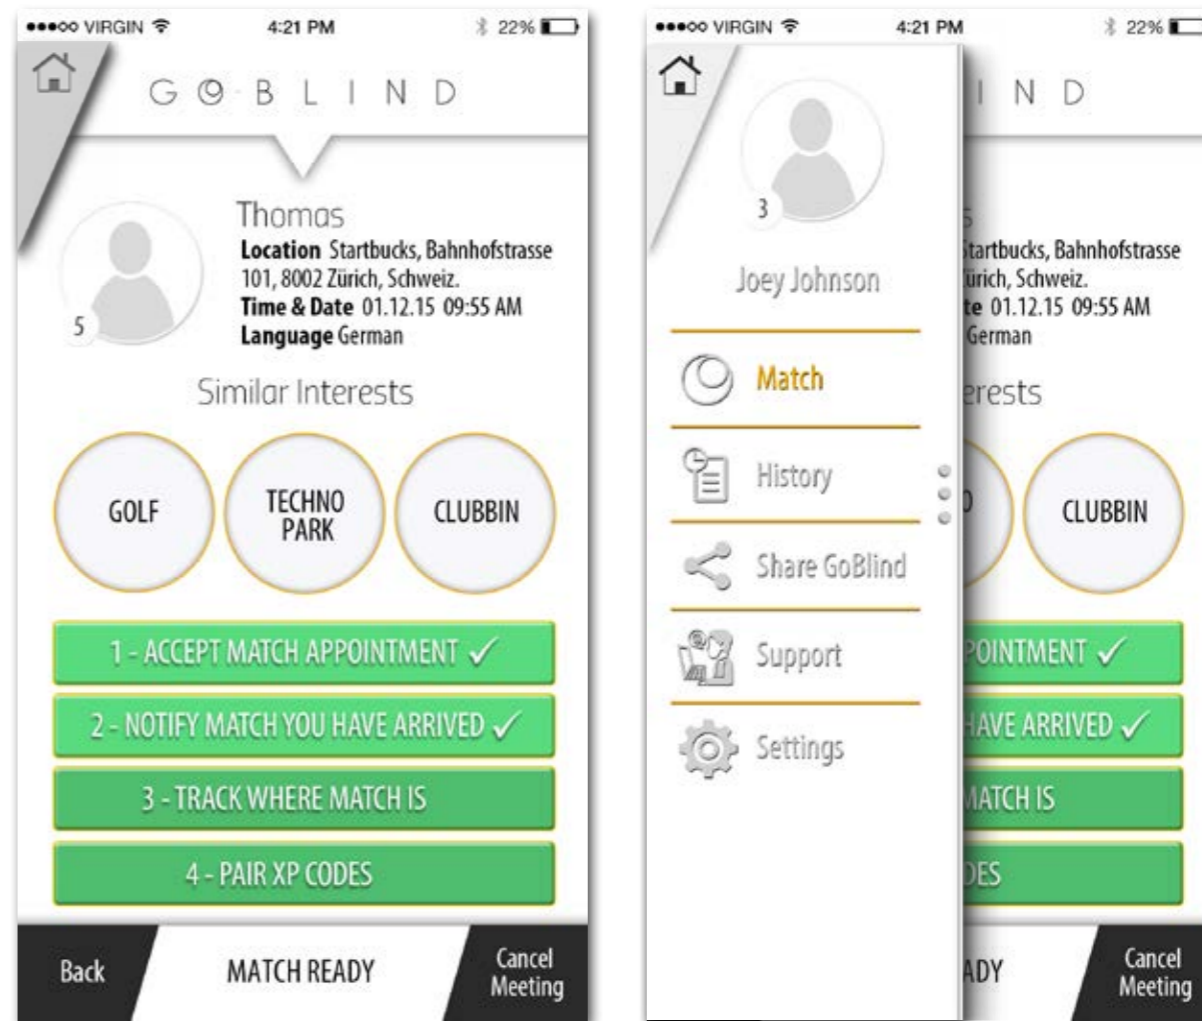 VIRGIN 4:21 PM 22%
GO-BLIND
Thomas
Location Startbucks, Bahnhofstrasse
101, 8002 Zürich, Schweiz.
Time & Date 01.12.15 09:55 AM
Language German
5
Similar Interests
GOLF
TECHNO
PARK
CLUBBIN
1 - ACCEPT MATCH APPOINTMENT ✓
2 - NOTIFY MATCH YOU HAVE ARRIVED ✓
3 - TRACK WHERE MATCH IS
4 - PAIR XP CODES
Back
MATCH READY
Cancel
Meeting
VIRGIN 4:21 PM 22%
IND
3
Joey Johnson
Match
History
Share GoBlind
Support
Settings
s
Startbucks, Bahnhofstrasse
ürich, Schweiz.
te 01.12.15 09:55 AM
German
erests
O
CLUBBIN
POINTMENT ✓
HAVE ARRIVED ✓
MATCH IS
DES
ADY
Cancel
Meeting